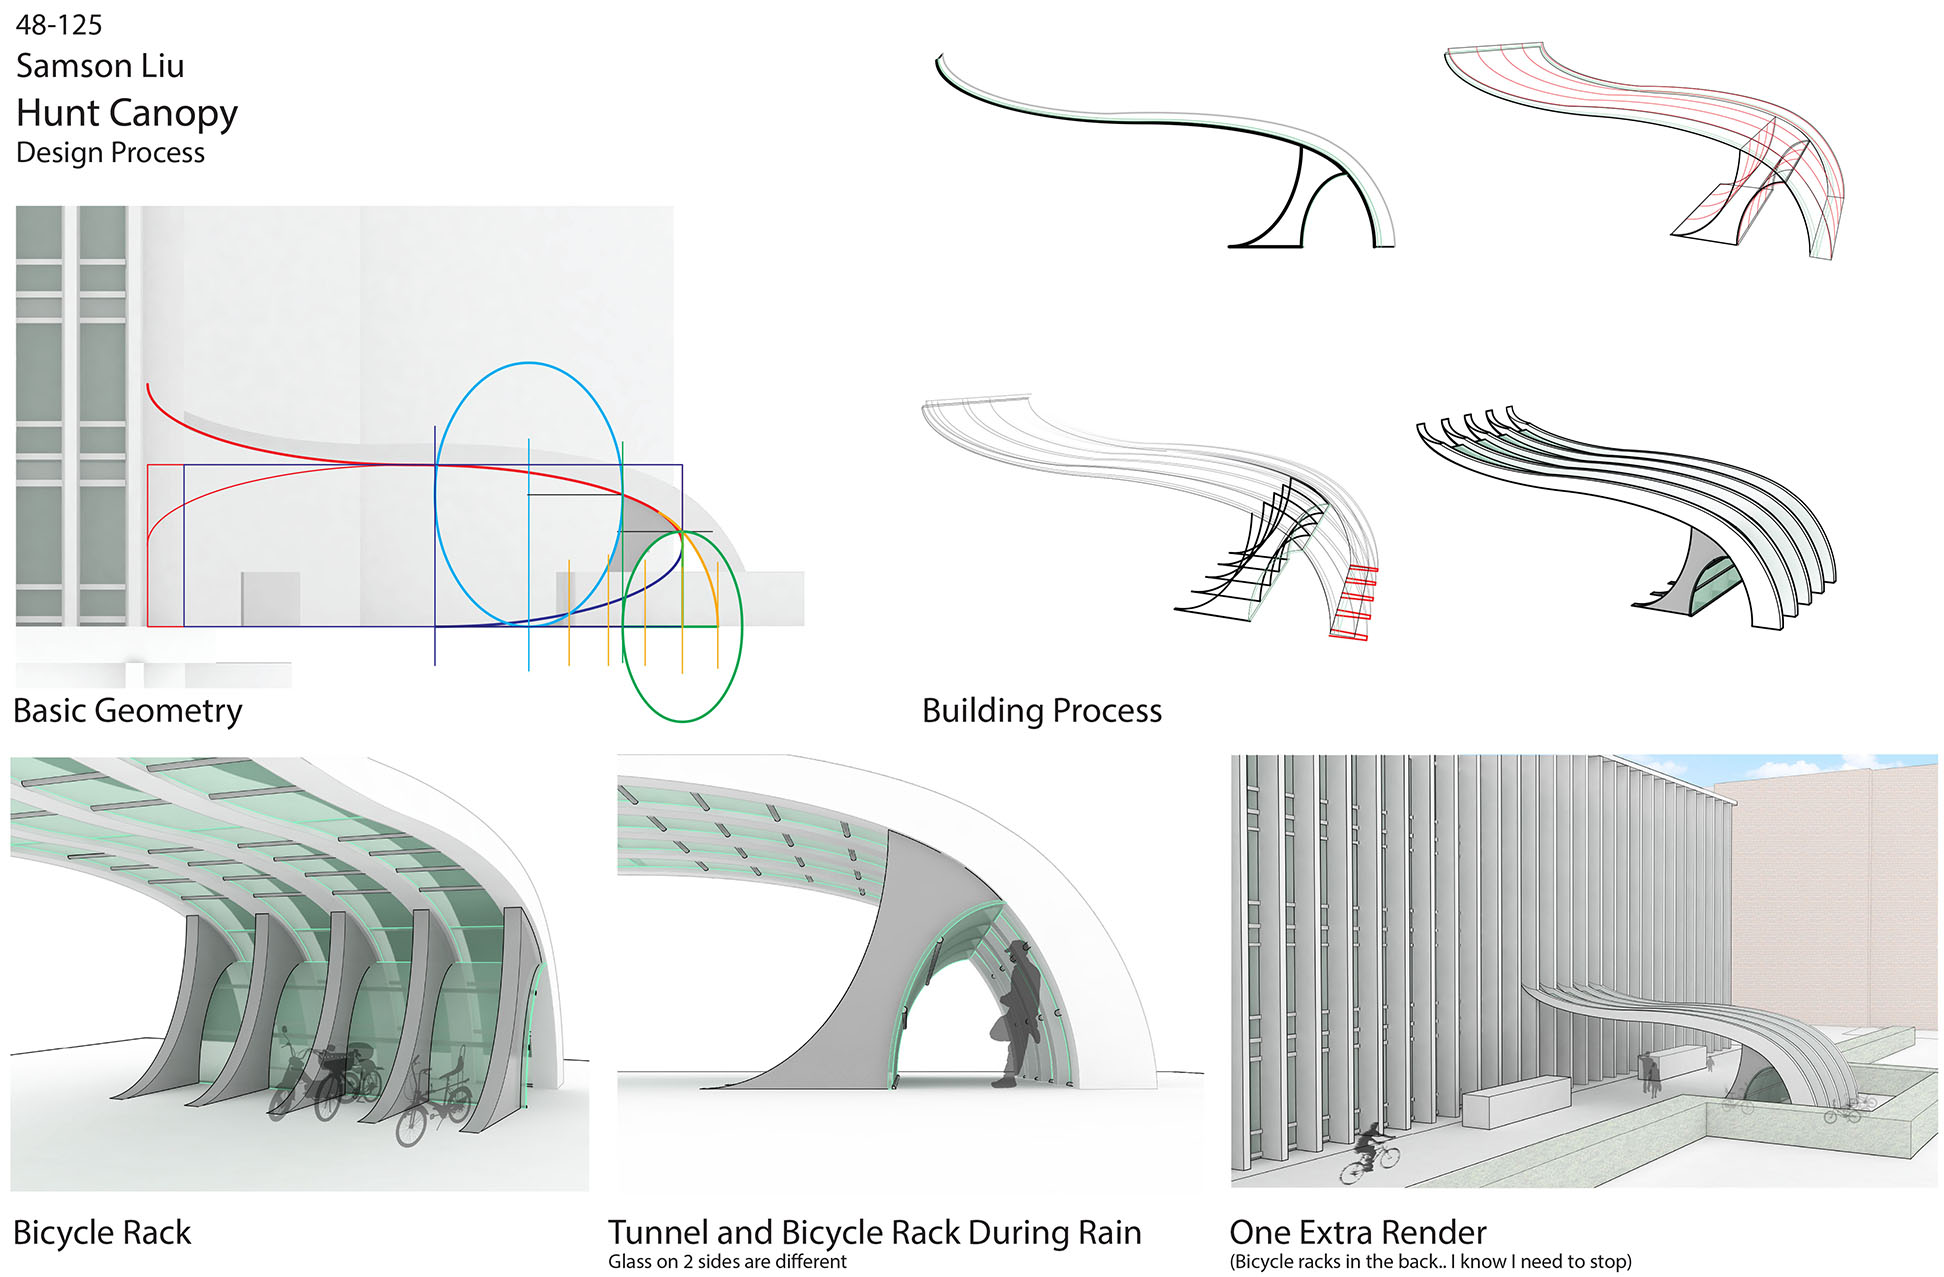 48-125
Samson Liu
Hunt Canopy
Design Process
Basic Geometry
Building Process
Bicycle Rack
Tunnel and Bicycle Rack During Rain
Glass on 2 sides are different
One Extra Render
(Bicycle racks in the back.. I know I need to stop)